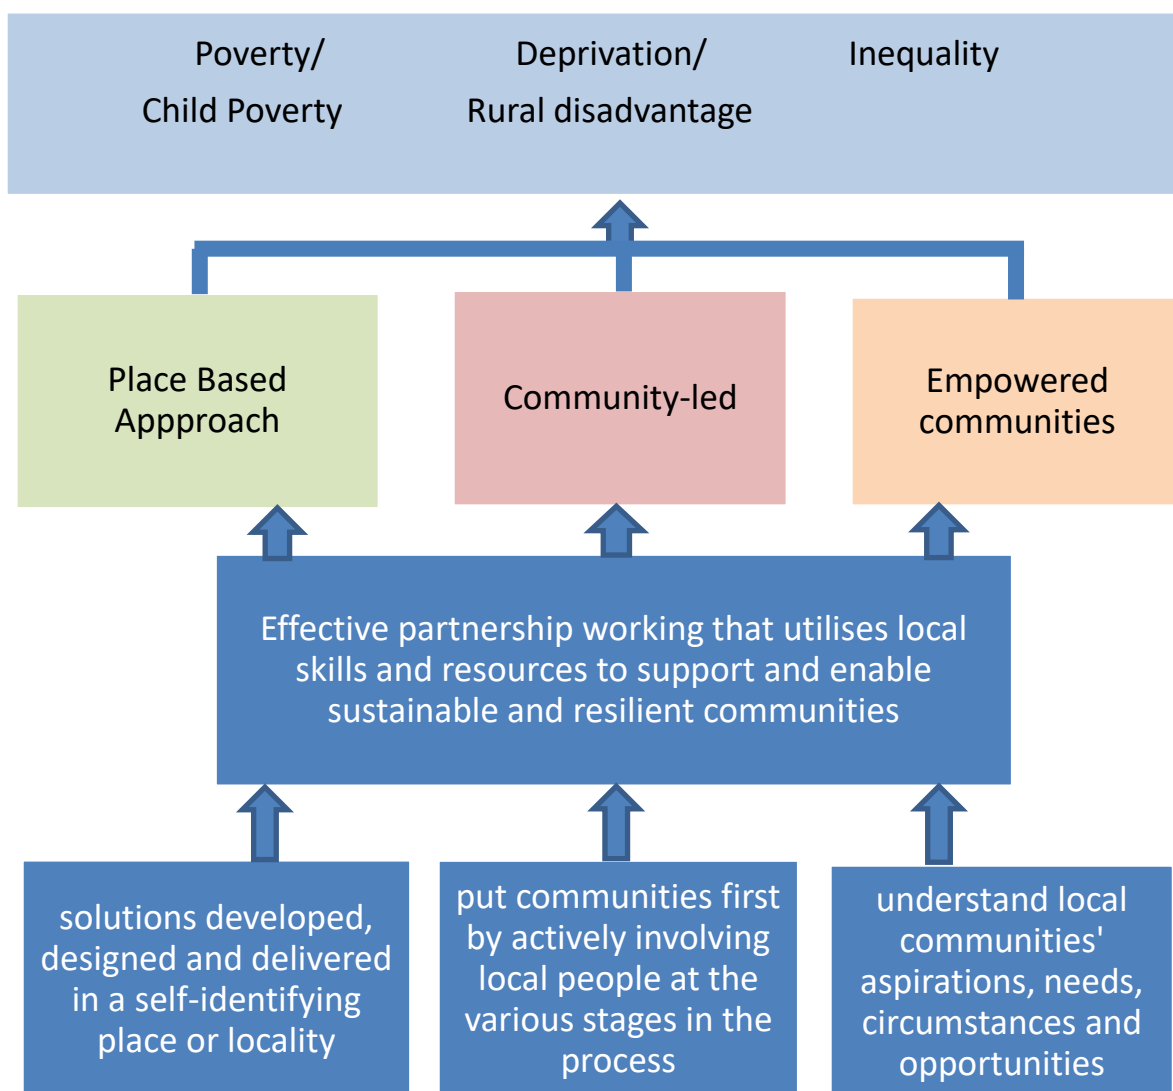 Poverty/
Child Poverty
Deprivation/
Rural disadvantage
Inequality
Place Based
Appproach
Community-led
Empowered
communities
Effective partnership working that utilises local
skills and resources to support and enable
sustainable and resilient communities
solutions developed,
designed and delivered
in a self-identifying
place or locality
put communities first
by actively involving
local people at the
various stages in the
process
understand local
communities'
aspirations, needs,
circumstances and
opportunities